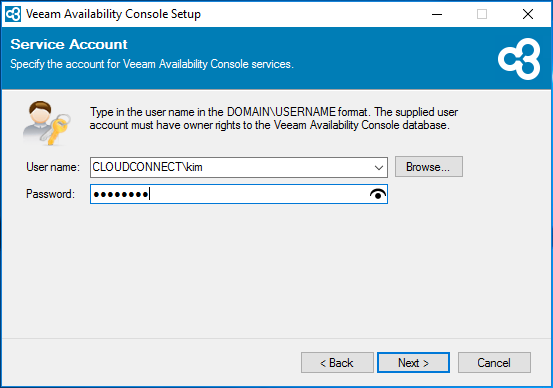 Veeam Availability Console Setup
Service Account
Specify the account for Veeam Availability Console services.
Type in the user name in the DOMAIN\USERNAME format. The supplied user
account must have owner rights to the Veeam Availability Console database.
User name: CLOUDCONNECT\kim Browse...
Password: ●●●●●●●●
< Back Next > Cancel